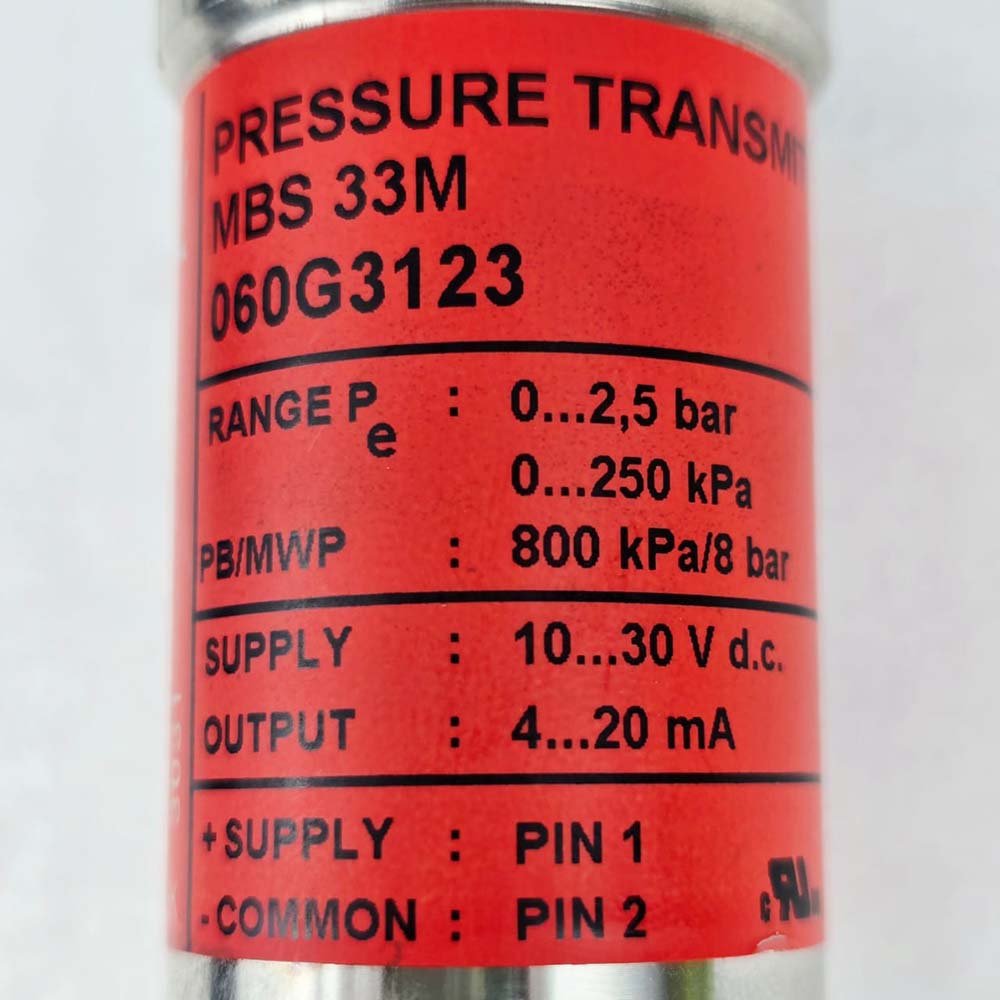 PRESSURE TRANSMIT
MBS 33M
060G3123
RANGE Pe : 0...2,5 bar
0...250 kPa
PB/MWP : 800 kPa/8 bar
SUPPLY : 10...30 V d.c.
OUTPUT : 4...20 mA
+ SUPPLY : PIN 1
- COMMON : PIN 2